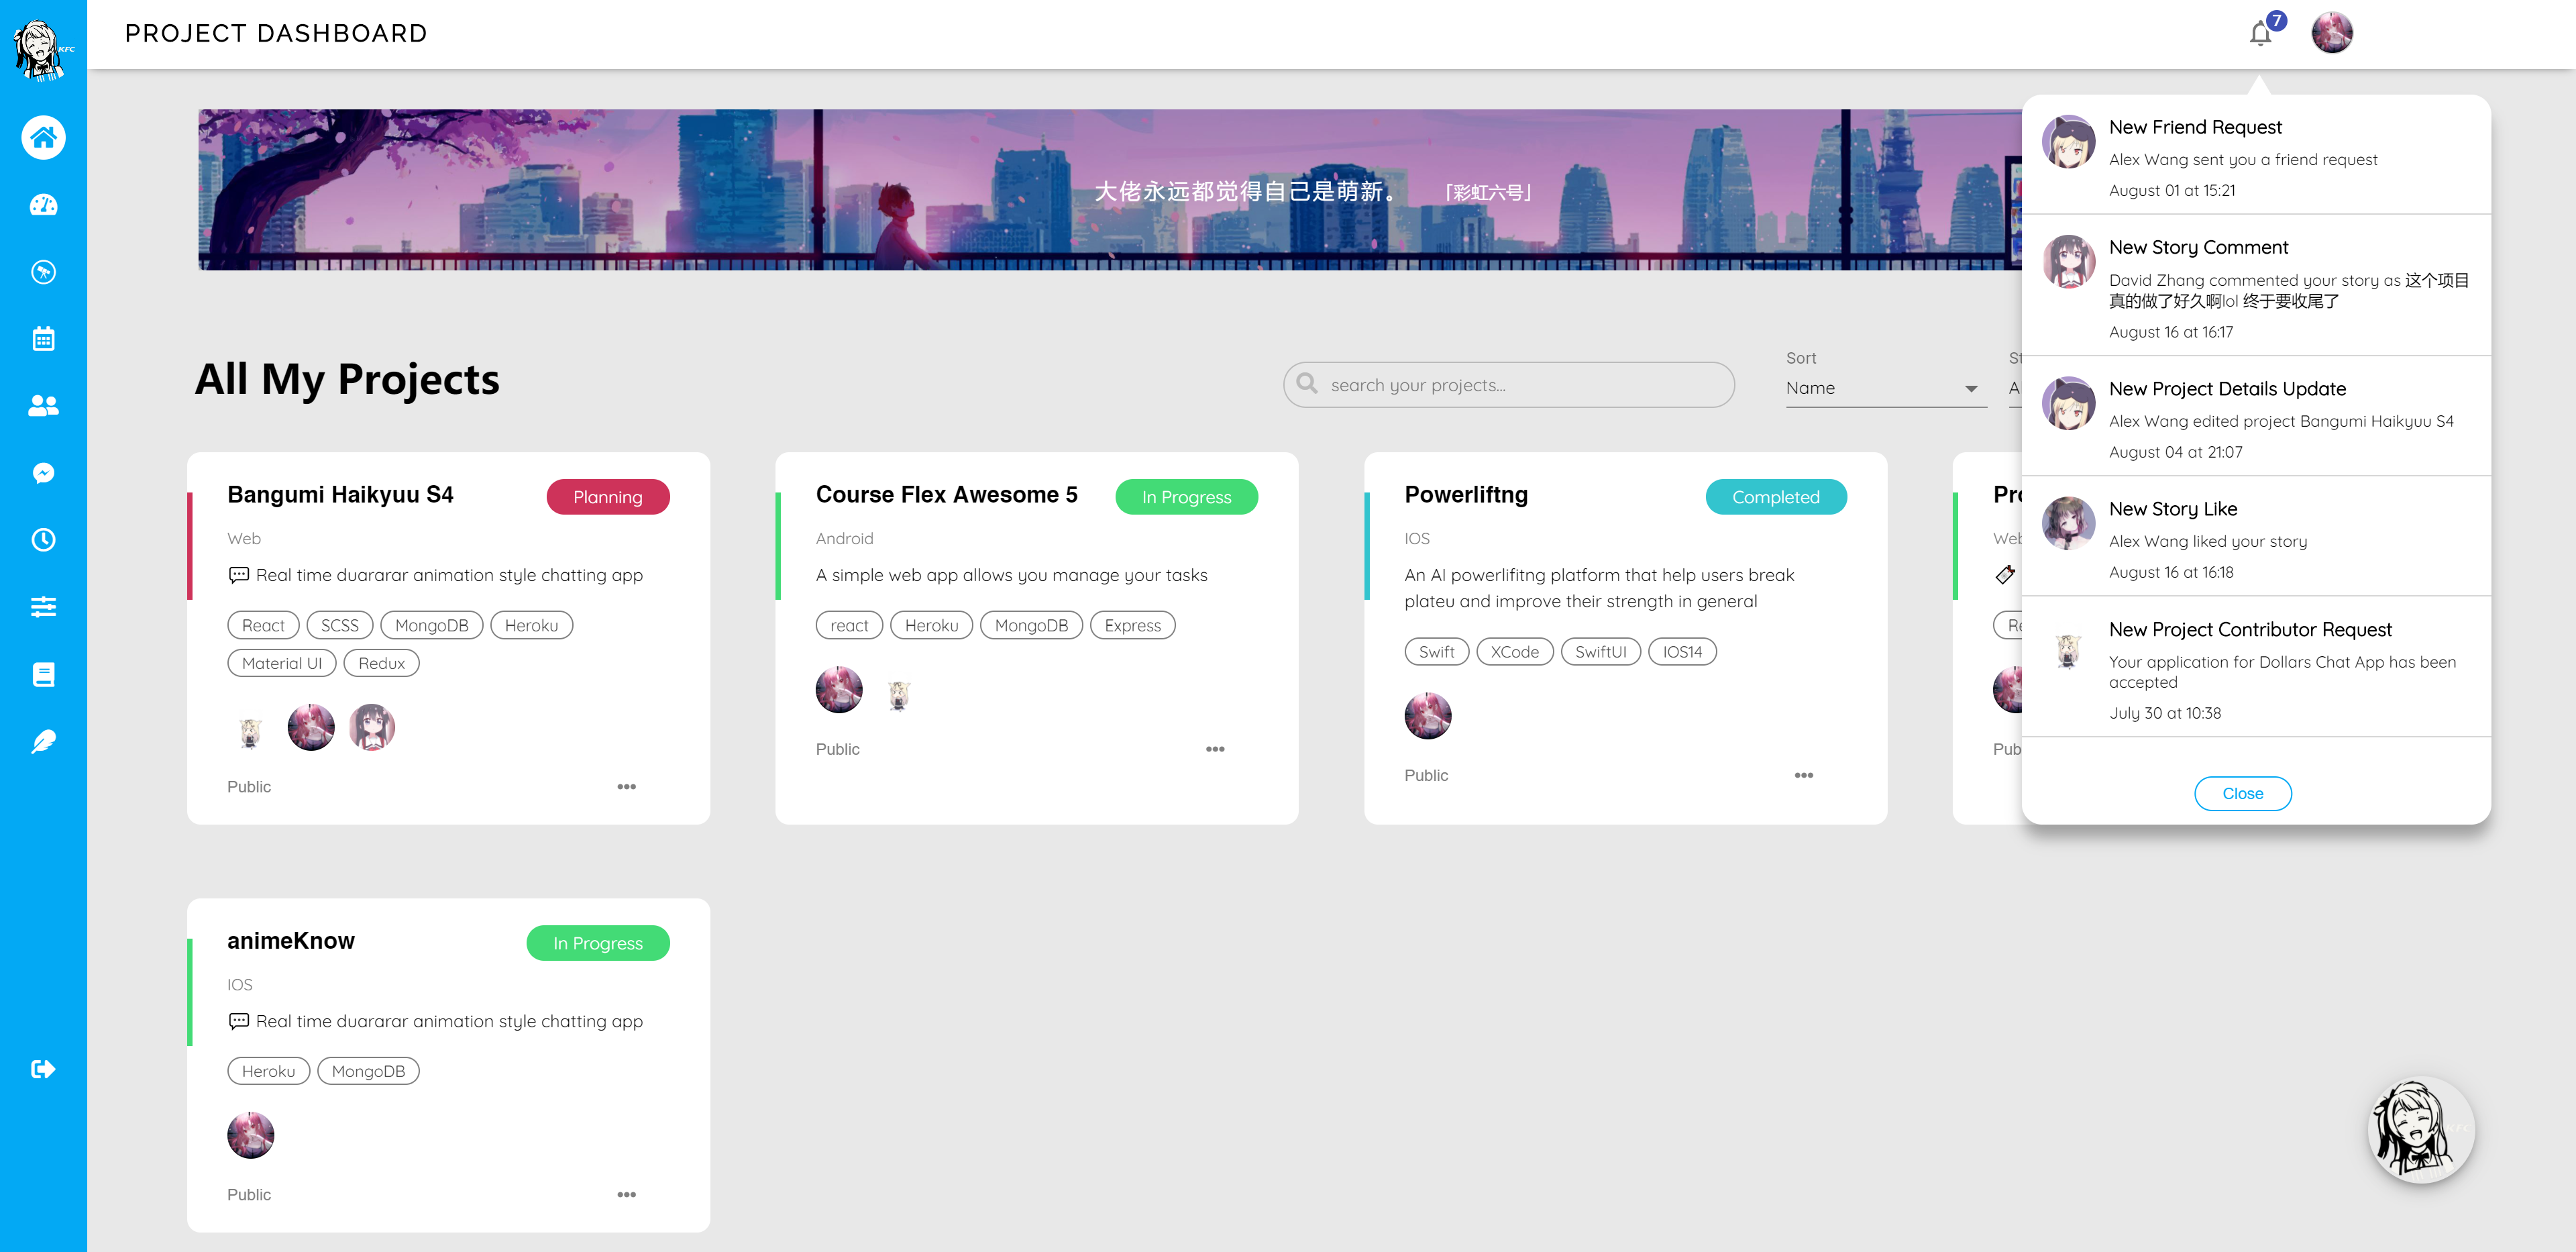 KFC
PROJECT DASHBOARD
7
大佬永远都觉得自己是萌新。 「彩虹六号」
New Friend Request
Alex Wang sent you a friend request
August 01 at 15:21
New Story Comment
David Zhang commented your story as 这个项目
真的做了好久啊lol 终于要收尾了
August 16 at 16:17
New Project Details Update
Alex Wang edited project Bangumi Haikyuu S4
August 04 at 21:07
New Story Like
Alex Wang liked your story
August 16 at 16:18
New Project Contributor Request
Your application for Dollars Chat App has been
accepted
July 30 at 10:38
Close
All My Projects
search your projects...
Sort
Name
Bangumi Haikyuu S4
Planning
Web
Real time duararar animation style chatting app
React SCSS MongoDB Heroku
Material UI Redux
Public
Course Flex Awesome 5
In Progress
Android
A simple web app allows you manage your tasks
react Heroku MongoDB Express
Public
Powerliftng
Completed
IOS
An AI powerlifitng platform that help users break
plateu and improve their strength in general
Swift XCode SwiftUI IOS14
Public
animeKnow
In Progress
IOS
Real time duararar animation style chatting app
Heroku MongoDB
Public